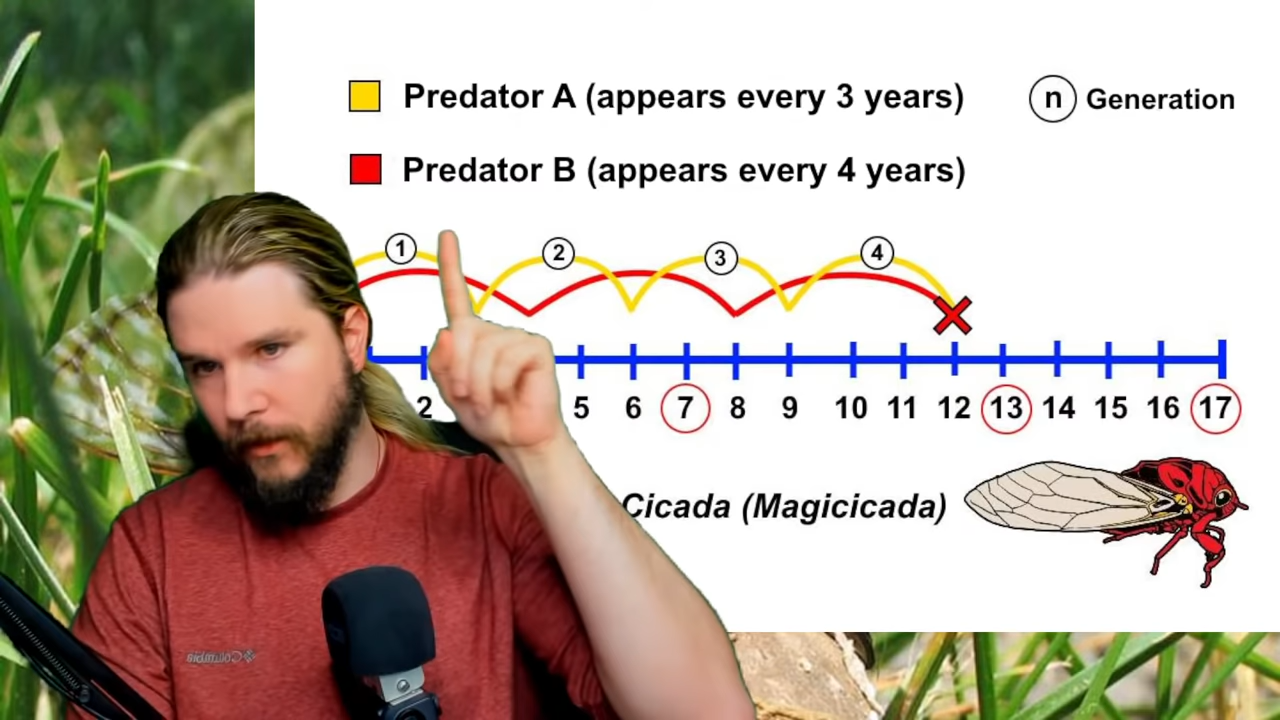 Predator A (appears every 3 years)
n Generation
Predator B (appears every 4 years)
1 2 3 4
2 5 6 7 8 9 10 11 12 13 14 15 16 17
Cicada (Magicicada)
Columbia